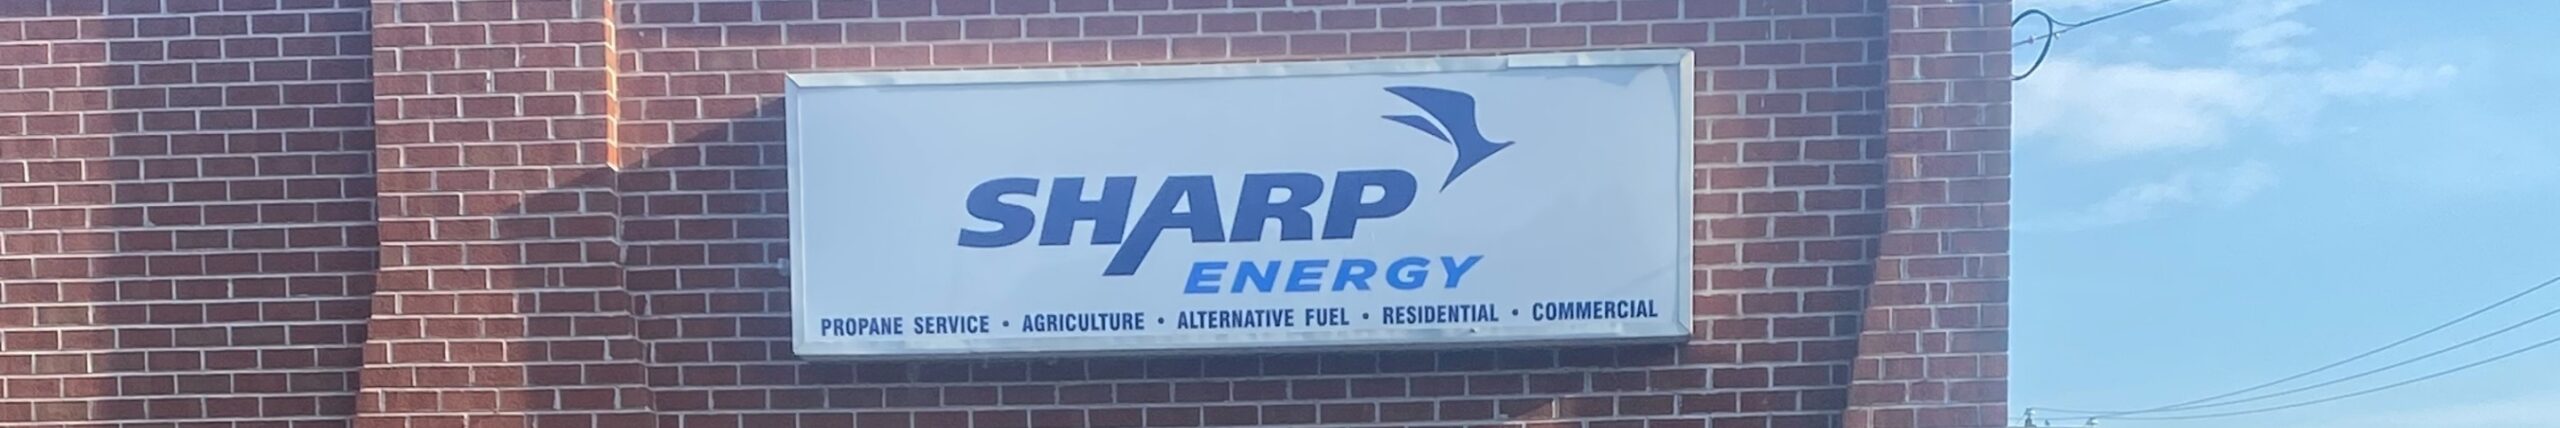 SHARP
ENERGY
PROPANE SERVICE • AGRICULTURE • ALTERNATIVE FUEL • RESIDENTIAL • COMMERCIAL